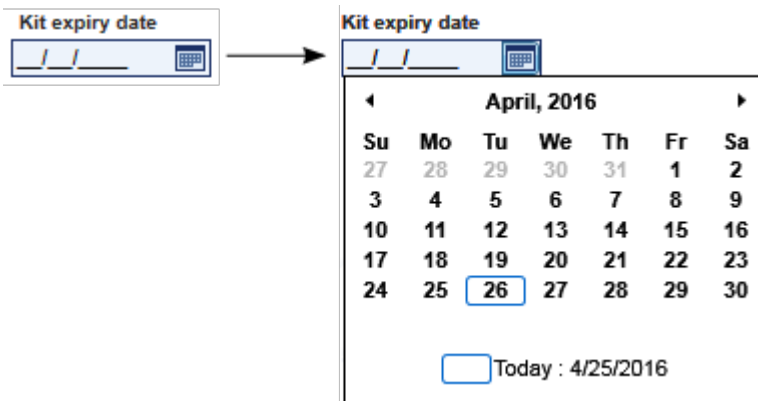 Kit expiry date
__/__/____
Kit expiry date
__/__/____
April, 2016
Su Mo Tu We Th Fr Sa
27 28 29 30 31 1 2
3 4 5 6 7 8 9
10 11 12 13 14 15 16
17 18 19 20 21 22 23
24 25 26 27 28 29 30
Today : 4/25/2016